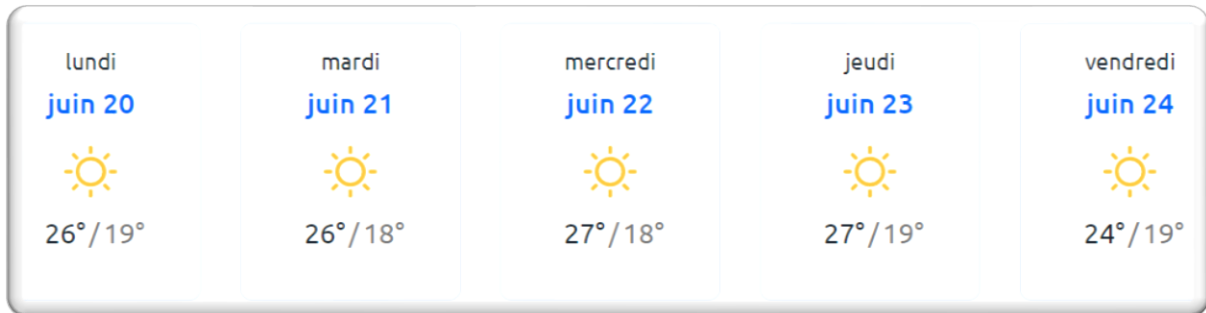 lundi
juin 20
26°/19°
mardi
juin 21
26°/18°
mercredi
juin 22
27°/18°
jeudi
juin 23
27°/19°
vendredi
juin 24
24°/19°